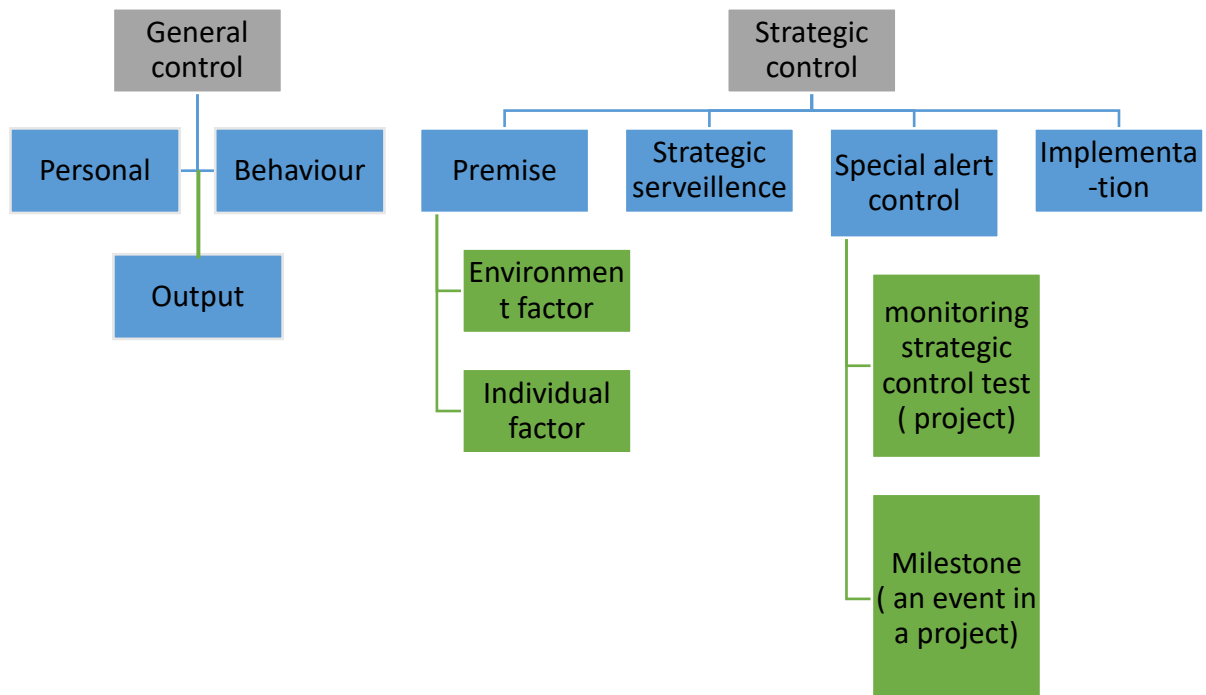 General
control
Personal
Behaviour
Output
Strategic
control
Premise
Strategic
serveillence
Special alert
control
Implementa
-tion
Environmen
t factor
Individual
factor
monitoring
strategic
control test
( project)
Milestone
( an event in
a project)